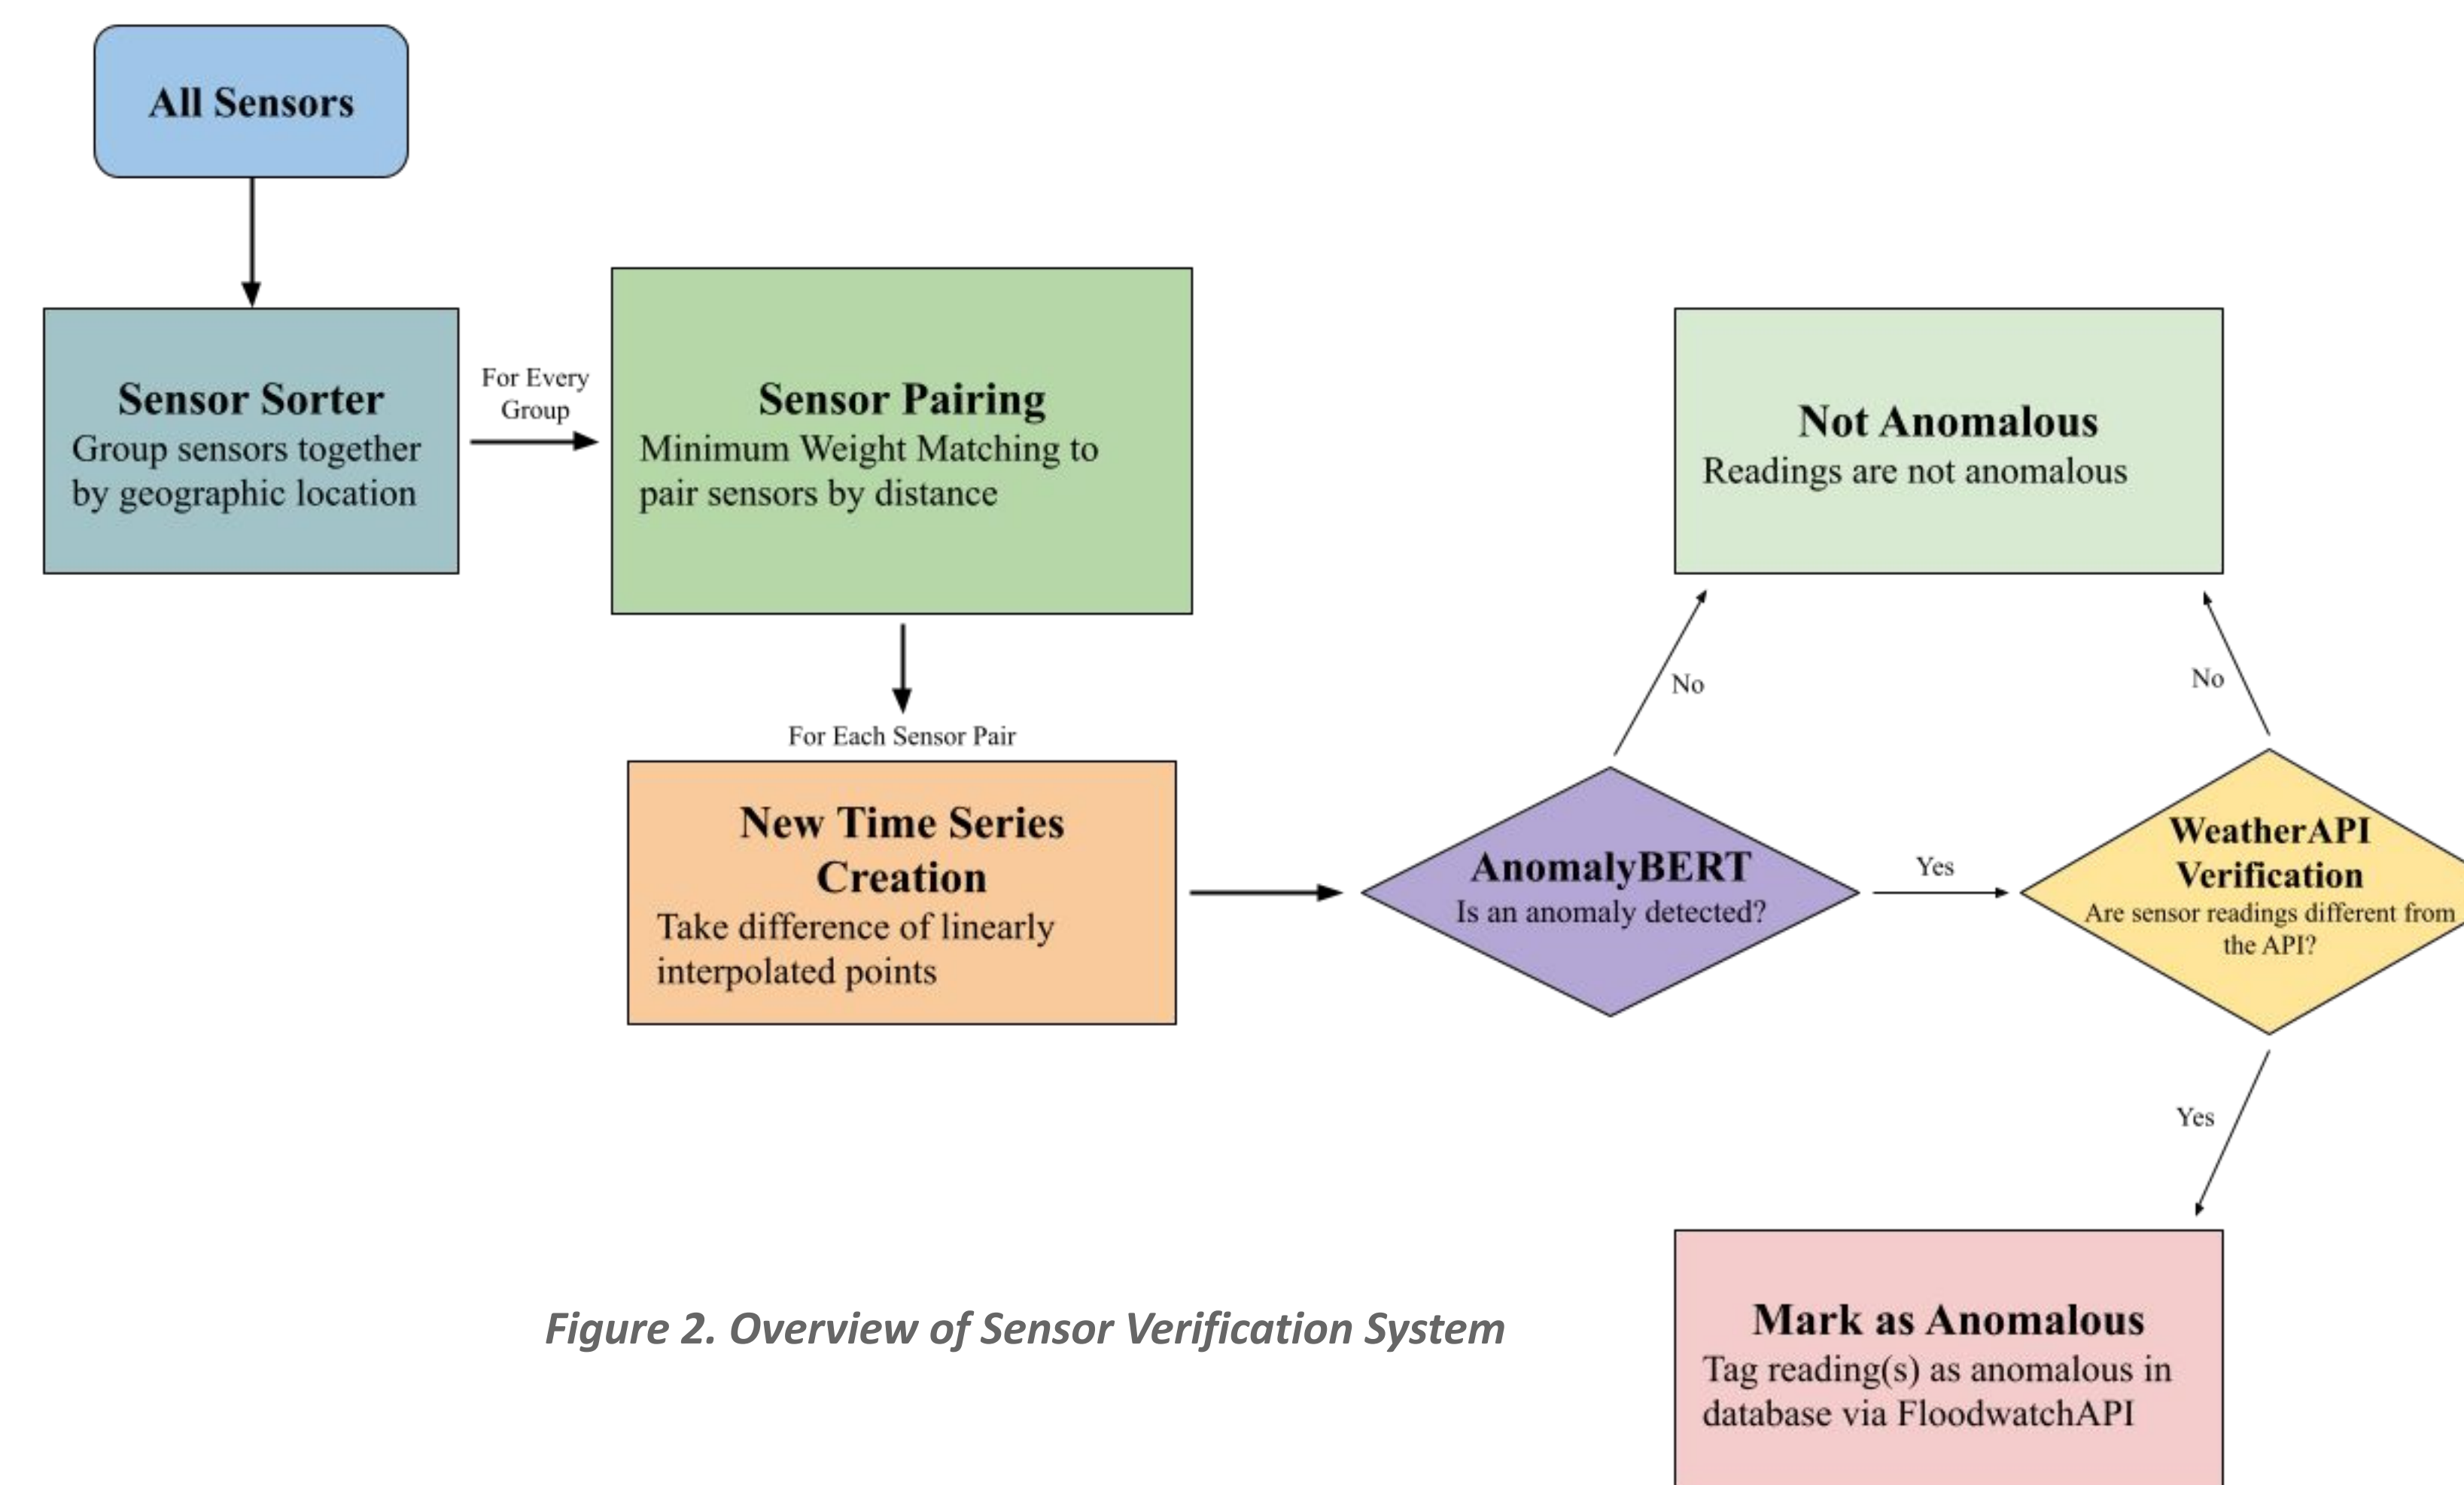 All Sensors
Sensor Sorter
Group sensors together
by geographic location
For Every
Group
Sensor Pairing
Minimum Weight Matching to
pair sensors by distance
For Each Sensor Pair
New Time Series
Creation
Take difference of linearly
interpolated points
AnomalyBERT
Is an anomaly detected?
No
Yes
Not Anomalous
Readings are not anomalous
No
WeatherAPI
Verification
Are sensor readings different from
the API?
Yes
Mark as Anomalous
Tag reading(s) as anomalous in
database via FloodwatchAPI
Figure 2. Overview of Sensor Verification System